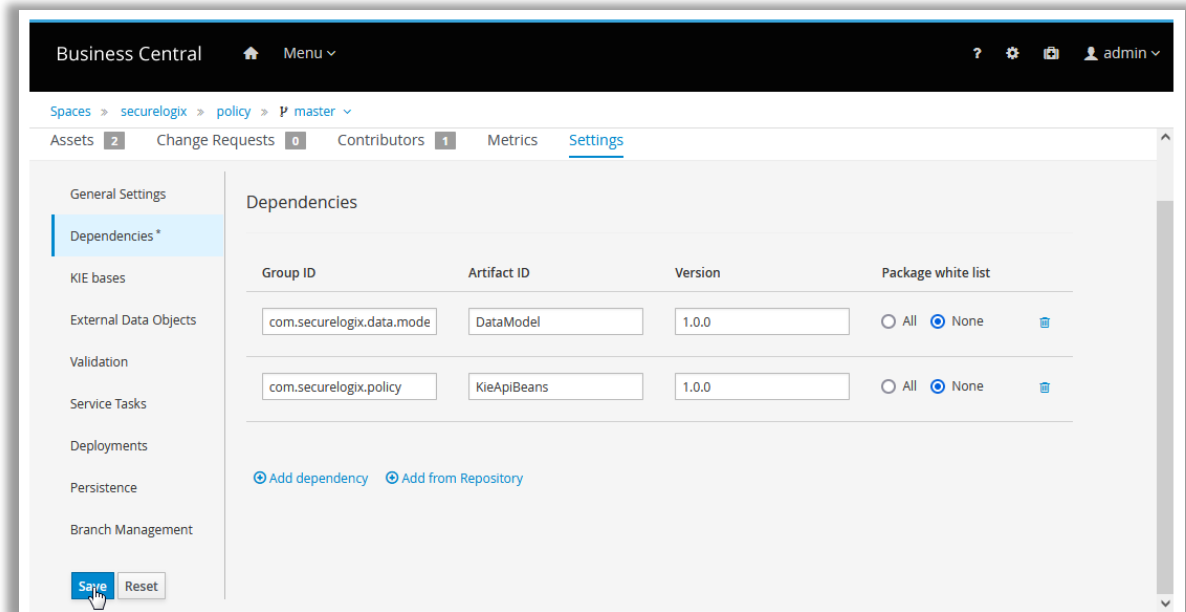 Business Central Menu ? admin
Spaces » securelogix » policy » master
Assets 2 Change Requests 0 Contributors 1 Metrics Settings
General Settings
Dependencies *
KIE bases
External Data Objects
Validation
Service Tasks
Deployments
Persistence
Branch Management
Save Reset
Dependencies
Group ID Artifact ID Version Package white list
com.securelogix.data.mode DataModel 1.0.0 All None
com.securelogix.policy KieApiBeans 1.0.0 All None
Add dependency Add from Repository